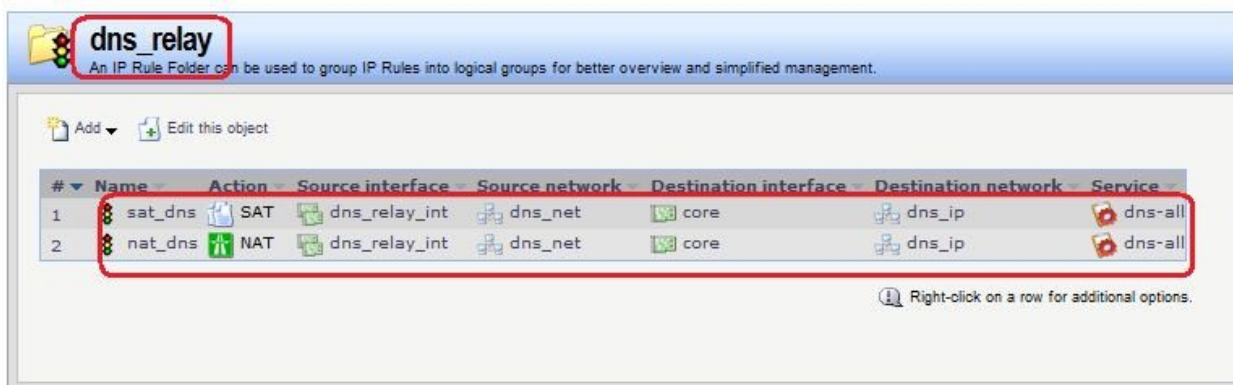 dns_relay
An IP Rule Folder can be used to group IP Rules into logical groups for better overview and simplified management.
Add Edit this object
# Name Action Source interface Source network Destination interface Destination network Service
1 sat_dns SAT dns_relay_int dns_net core dns_ip dns-all
2 nat_dns NAT dns_relay_int dns_net core dns_ip dns-all
Right-click on a row for additional options.